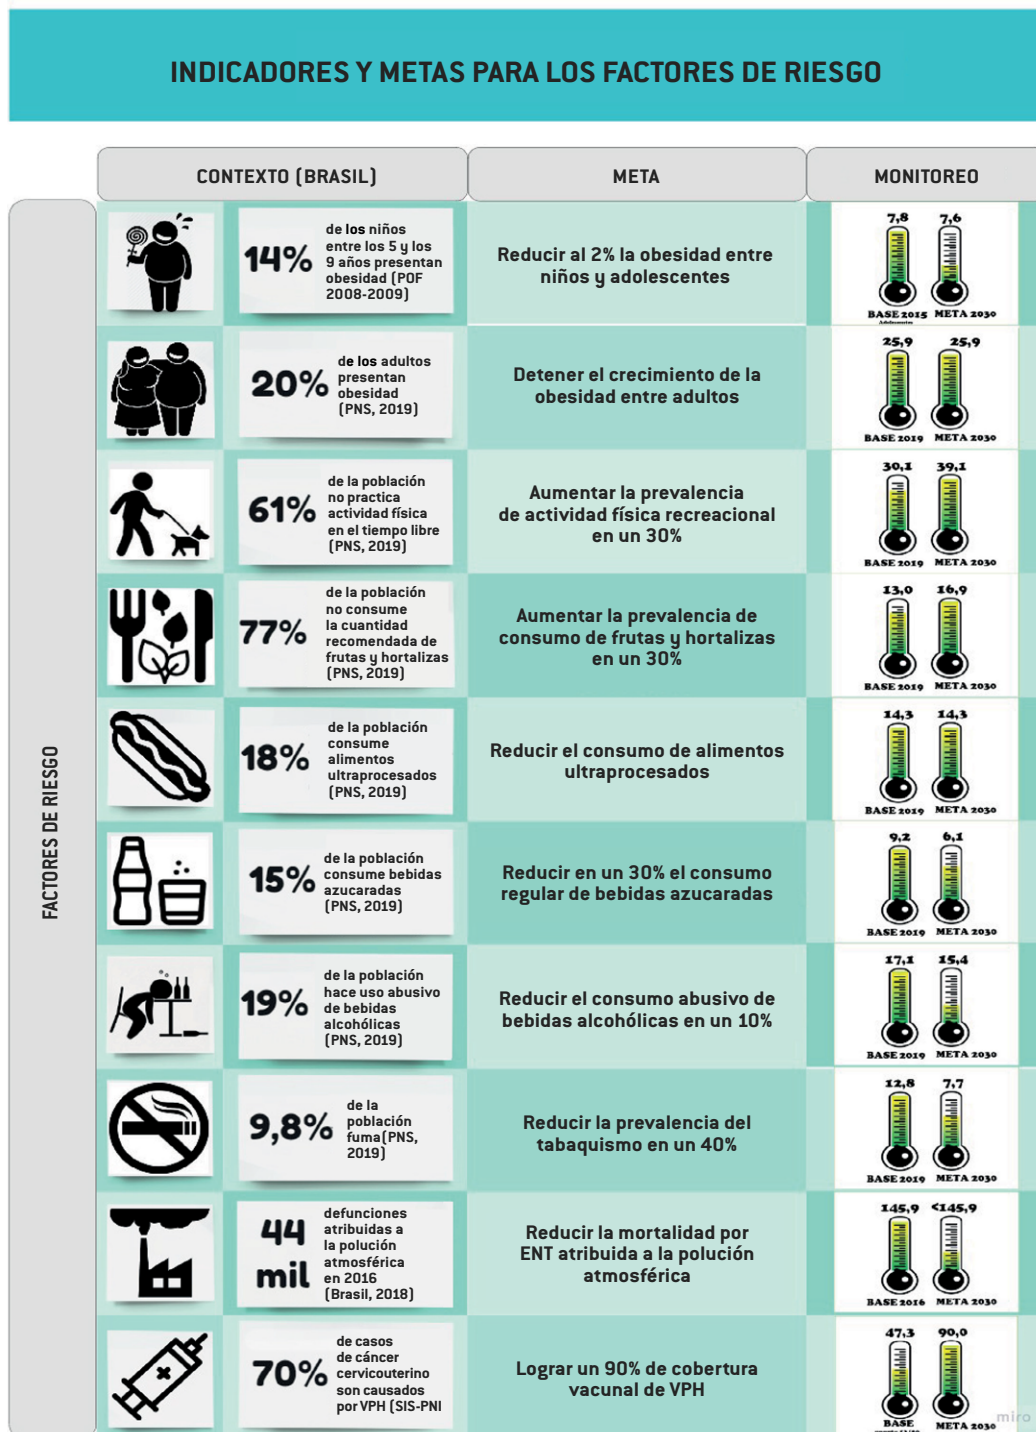 INDICADORES Y METAS PARA LOS FACTORES DE RIESGO
CONTEXTO (BRASIL)
META
MONITOREO
FACTORES DE RIESGO
14%
de los niños
entre los 5 y los
9 años presentan
obesidad (POF
2008-2009)
Reducir al 2% la obesidad entre
niños y adolescentes
7,8 7,6
BASE 2015 META 2030
Adolescentes
20%
de los adultos
presentan
obesidad
(PNS, 2019)
Detener el crecimiento de la
obesidad entre adultos
25,9 25,9
BASE 2019 META 2030
61%
de la población
no practica
actividad física
en el tiempo libre
(PNS, 2019)
Aumentar la prevalencia
de actividad física recreacional
en un 30%
30,1 39,1
BASE 2019 META 2030
77%
de la población
no consume
la cuantidad
recomendada de
frutas y hortalizas
(PNS, 2019)
Aumentar la prevalencia de
consumo de frutas y hortalizas
en un 30%
13,0 16,9
BASE 2019 META 2030
18%
de la población
consume
alimentos
ultraprocesados
(PNS, 2019)
Reducir el consumo de alimentos
ultraprocesados
14,3 14,3
BASE 2019 META 2030
15%
de la población
consume bebidas
azucaradas
(PNS, 2019)
Reducir en un 30% el consumo
regular de bebidas azucaradas
9,2 6,1
BASE 2019 META 2030
19%
de la población
hace uso abusivo
de bebidas
alcohólicas
(PNS, 2019)
Reducir el consumo abusivo de
bebidas alcohólicas en un 10%
17,1 15,4
BASE 2019 META 2030
9,8%
de la
población
fuma(PNS,
2019)
Reducir la prevalencia del
tabaquismo en un 40%
12,8 7,7
BASE 2019 META 2030
44
mil
defunciones
atribuidas a
la polución
atmosférica
en 2016
(Brasil, 2018)
Reducir la mortalidad por
ENT atribuida a la polución
atmosférica
145,9 <145,9
BASE 2016 META 2030
70%
de casos
de cáncer
cervicouterino
son causados
por VPH (SIS-PNI
Lograr un 90% de cobertura
vacunal de VPH
47,3 90,0
BASE META 2030
miro